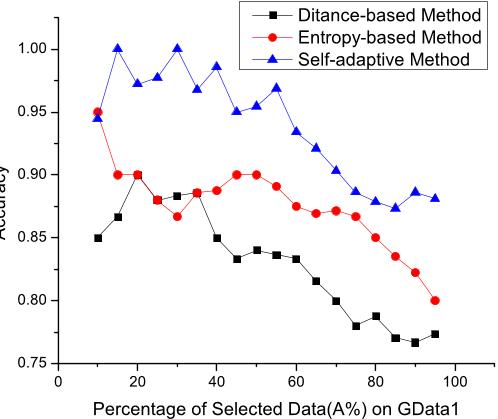 Ditance-based Method
Entropy-based Method
Self-adaptive Method
1.00
0.95
0.90
0.85
0.80
0.75
Accuracy
0 20 40 60 80 100
Percentage of Selected Data(A%) on GData1